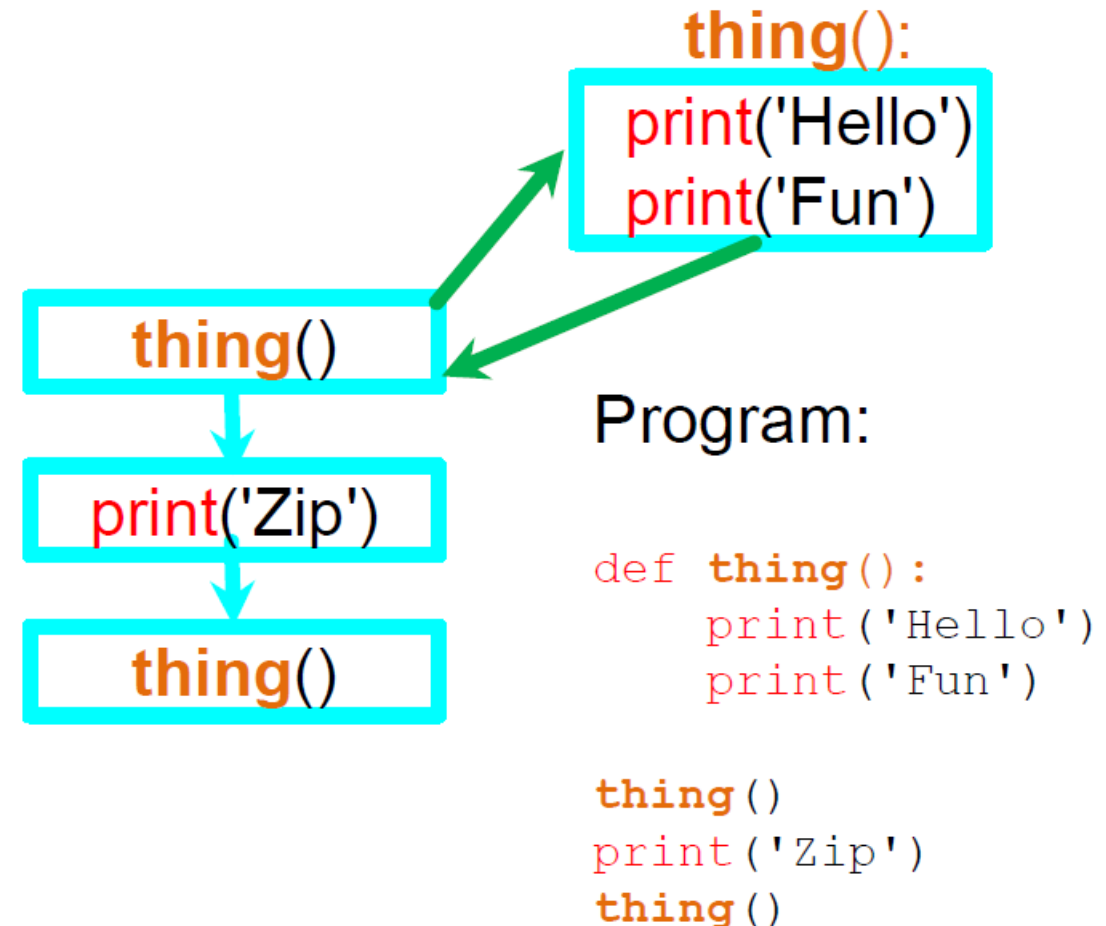 thing():
print('Hello')
print('Fun')
thing()
print('Zip')
thing()
Program:
def thing():
    print('Hello')
    print('Fun')
thing()
print('Zip')
thing()